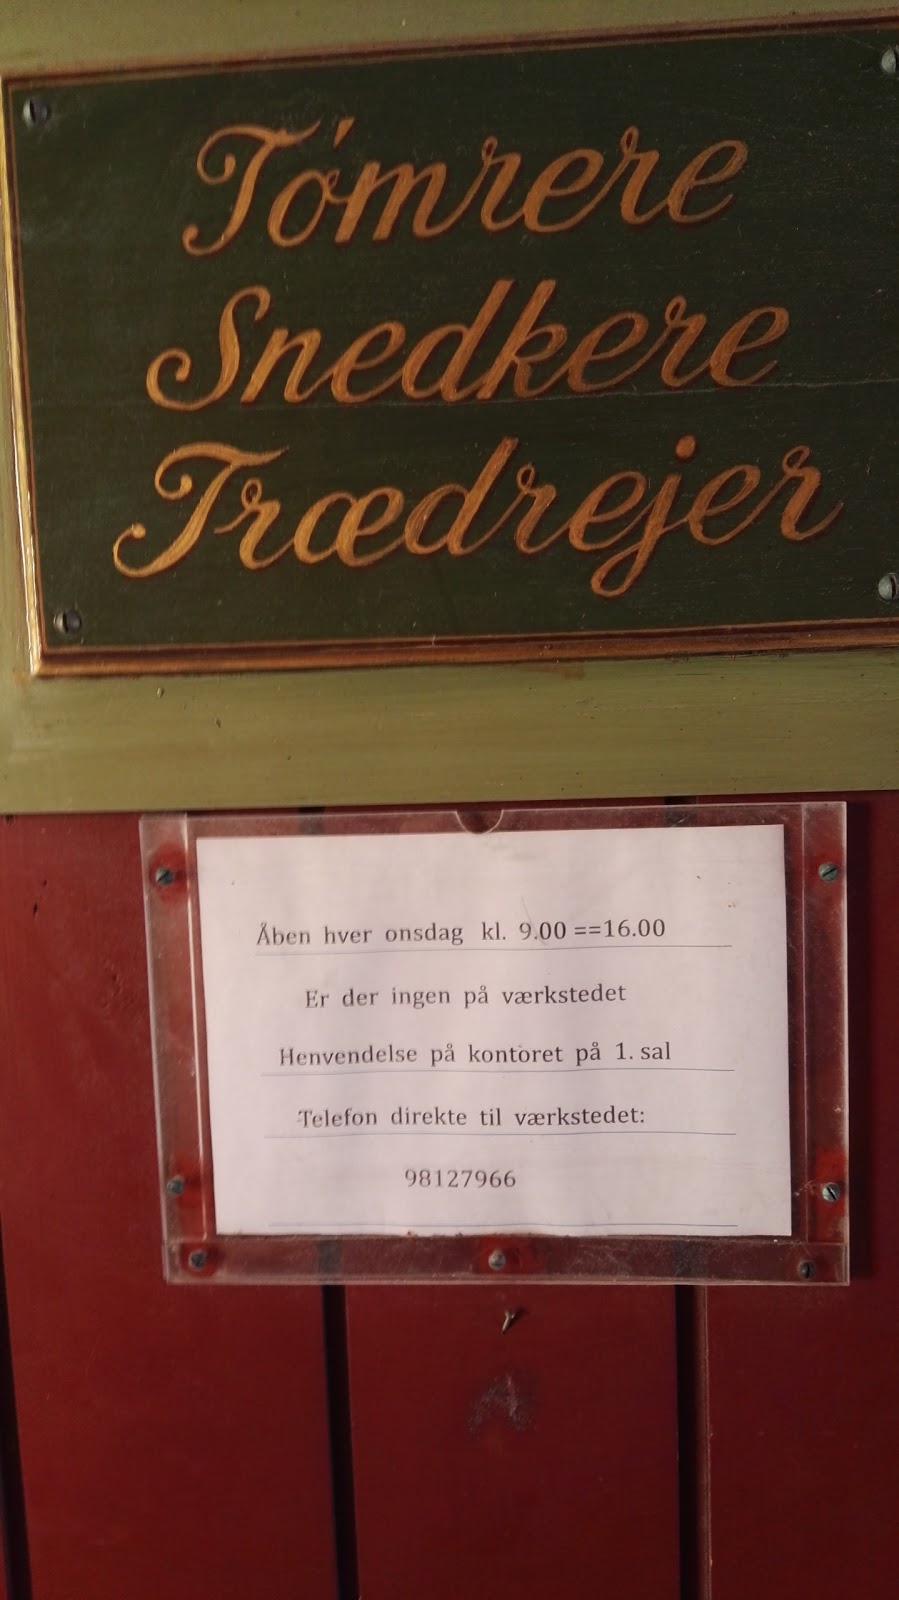 Tømrere
Snedkere
Trædrejer
Åben hver onsdag kl. 9.00 ==16.00
Er der ingen på værkstedet
Henvendelse på kontoret på 1. sal
Telefon direkte til værkstedet:
98127966